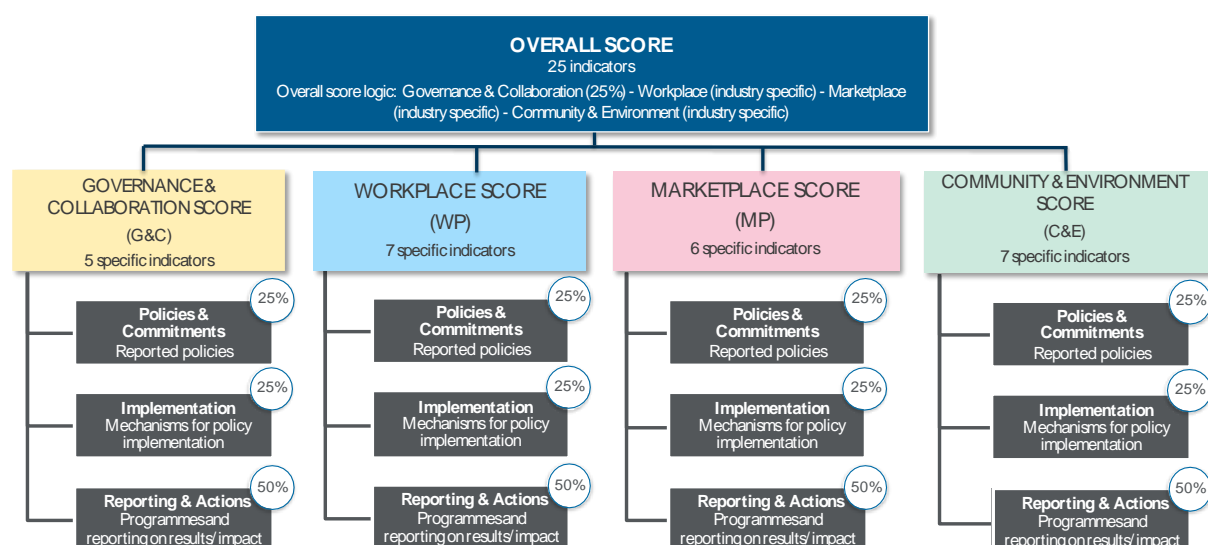 OVERALL SCORE
25 indicators
Overall score logic: Governance & Collaboration (25%) - Workplace (industry specific) - Marketplace
(industry specific) - Community & Environment (industry specific)
GOVERNANCE &
COLLABORATION SCORE
(G&C)
5 specific indicators
WORKPLACE SCORE
(WP)
7 specific indicators
MARKETPLACE SCORE
(MP)
6 specific indicators
COMMUNITY & ENVIRONMENT
SCORE
(C&E)
7 specific indicators
25%
Policies &
Commitments
Reported policies
25%
Implementation
Mechanisms for policy
implementation
50%
Reporting & Actions
Programmesand
reporting on results/ impact
25%
Policies &
Commitments
Reported policies
25%
Implementation
Mechanisms for policy
implementation
50%
Reporting & Actions
Programmesand
reporting on results/ impact
25%
Policies &
Commitments
Reported policies
25%
Implementation
Mechanisms for policy
implementation
50%
Reporting & Actions
Programmesand
reporting on results/ impact
25%
Policies &
Commitments
Reported policies
25%
Implementation
Mechanisms for policy
implementation
50%
Reporting & Actions
Programmesand
reporting on results/ impact